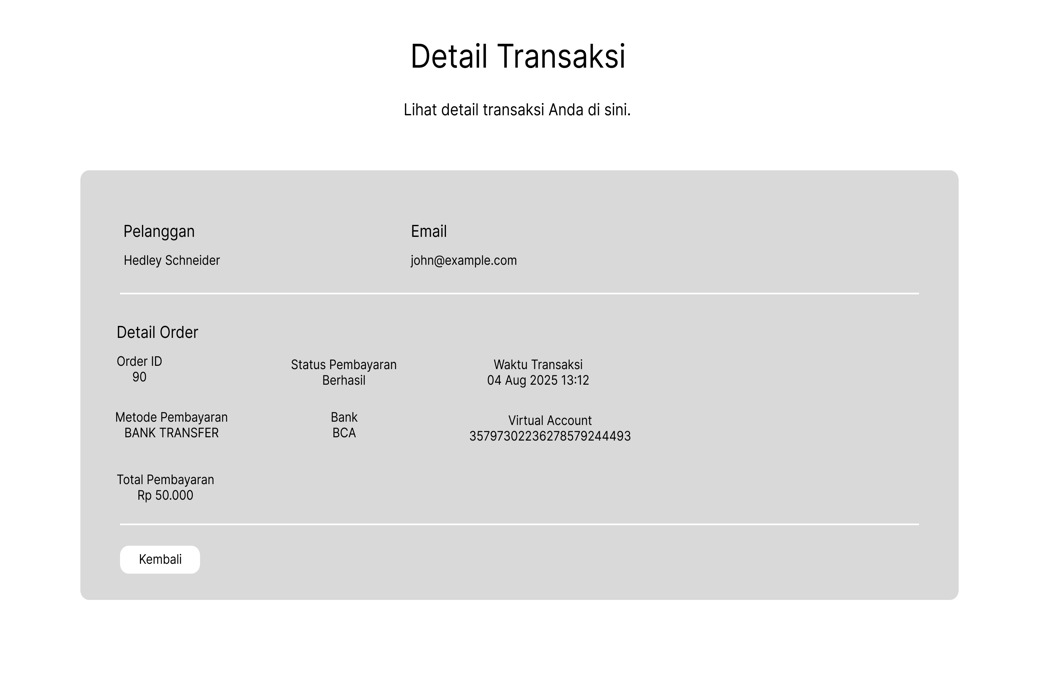 Detail Transaksi
Lihat detail transaksi Anda di sini.
Pelanggan
Hedley Schneider
Email
john@example.com
Detail Order
Order ID
90
Status Pembayaran
Berhasil
Waktu Transaksi
04 Aug 2025 13:12
Metode Pembayaran
BANK TRANSFER
Bank
BCA
Virtual Account
35797302236278579244493
Total Pembayaran
Rp 50.000
Kembali